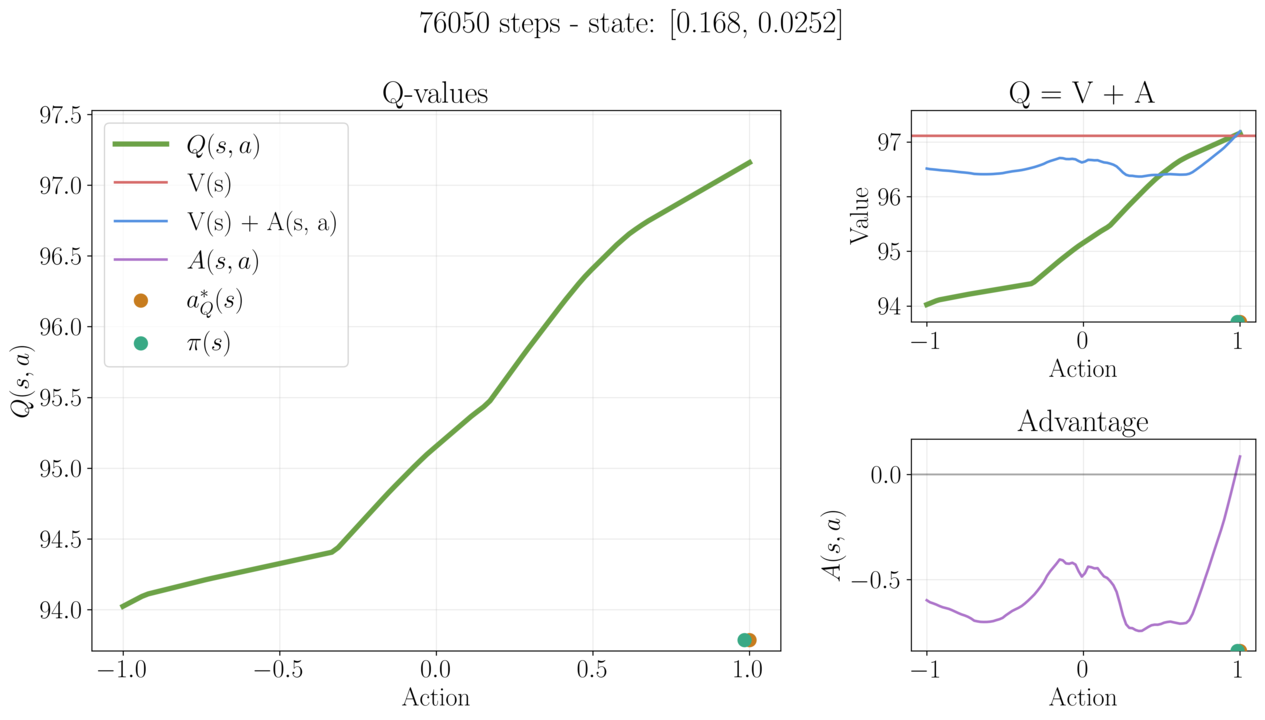 76050 steps - state: [0.168, 0.0252]
Q-values
97.5
97.0
96.5
96.0
95.5
95.0
94.5
94.0
Q(s, a)
Q(s, a)
V(s)
V(s) + A(s, a)
A(s, a)
a*Q(s)
π(s)
−1.0 −0.5 0.0 0.5 1.0
Action
Q = V + A
97
96
95
94
Value
−1 0 1
Action
Advantage
0.0
−0.5
A(s, a)
−1 0 1
Action